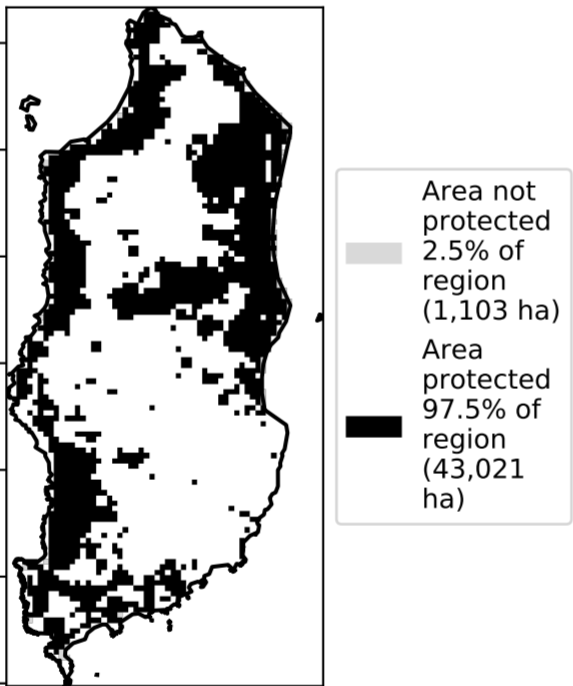 Area not
protected
2.5% of
region
(1,103 ha)
Area
protected
97.5% of
region
(43,021
ha)